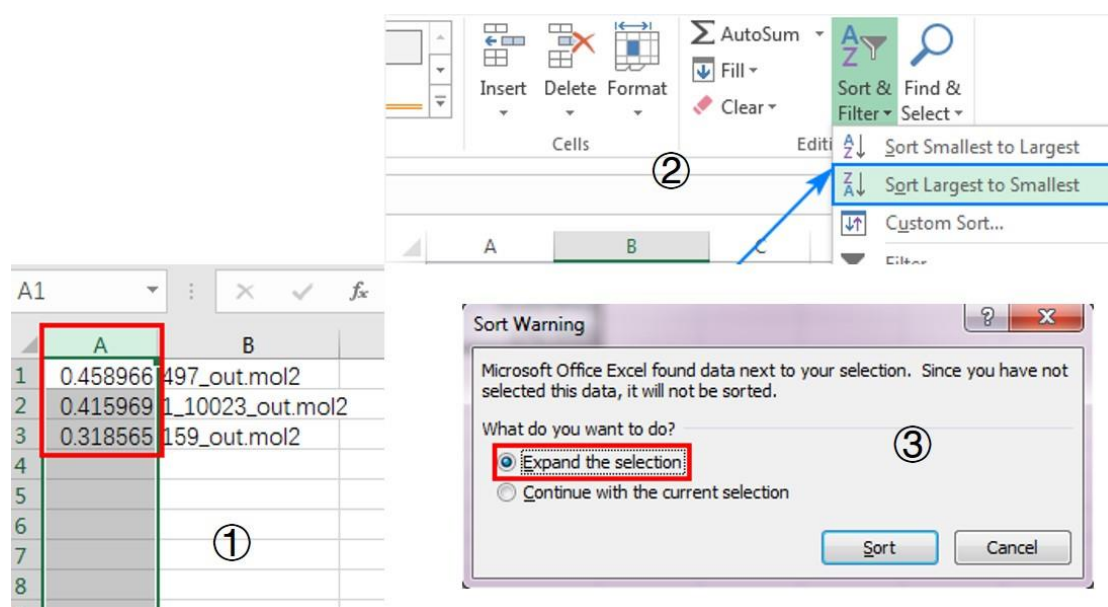 AutoSum
Fill
Clear
Insert Delete Format
Sort & Filter
Find & Select
Cells
Editi
Sort Smallest to Largest
Sort Largest to Smallest
Custom Sort...
Filter
②
A B C
A1
fx
A B
1 0.458966 497_out.mol2
2 0.415969 1_10023_out.mol2
3 0.318565 159_out.mol2
4
5
6
7
8
①
Sort Warning
Microsoft Office Excel found data next to your selection. Since you have not
selected this data, it will not be sorted.
What do you want to do?
Expand the selection
Continue with the current selection
③
Sort Cancel